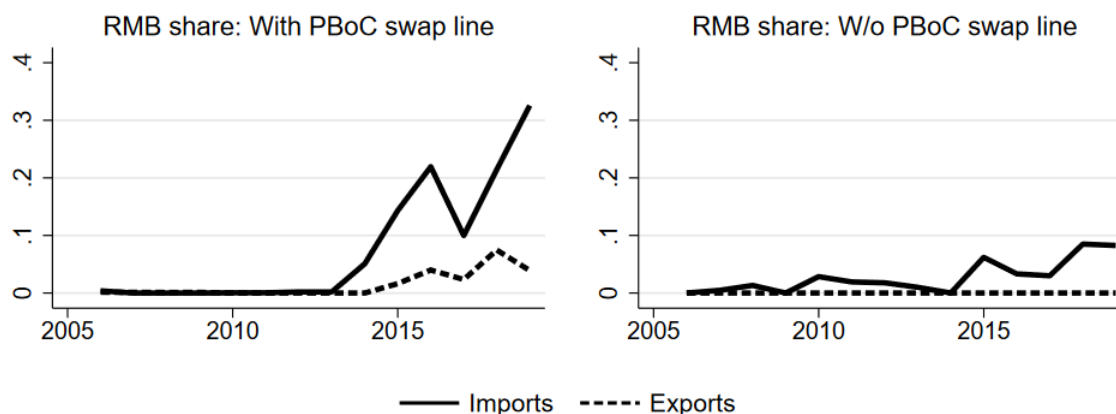 RMB share: With PBoC swap line
.4
.3
.2
.1
0
2005 2010 2015
RMB share: W/o PBoC swap line
.4
.3
.2
.1
0
2005 2010 2015
Imports Exports